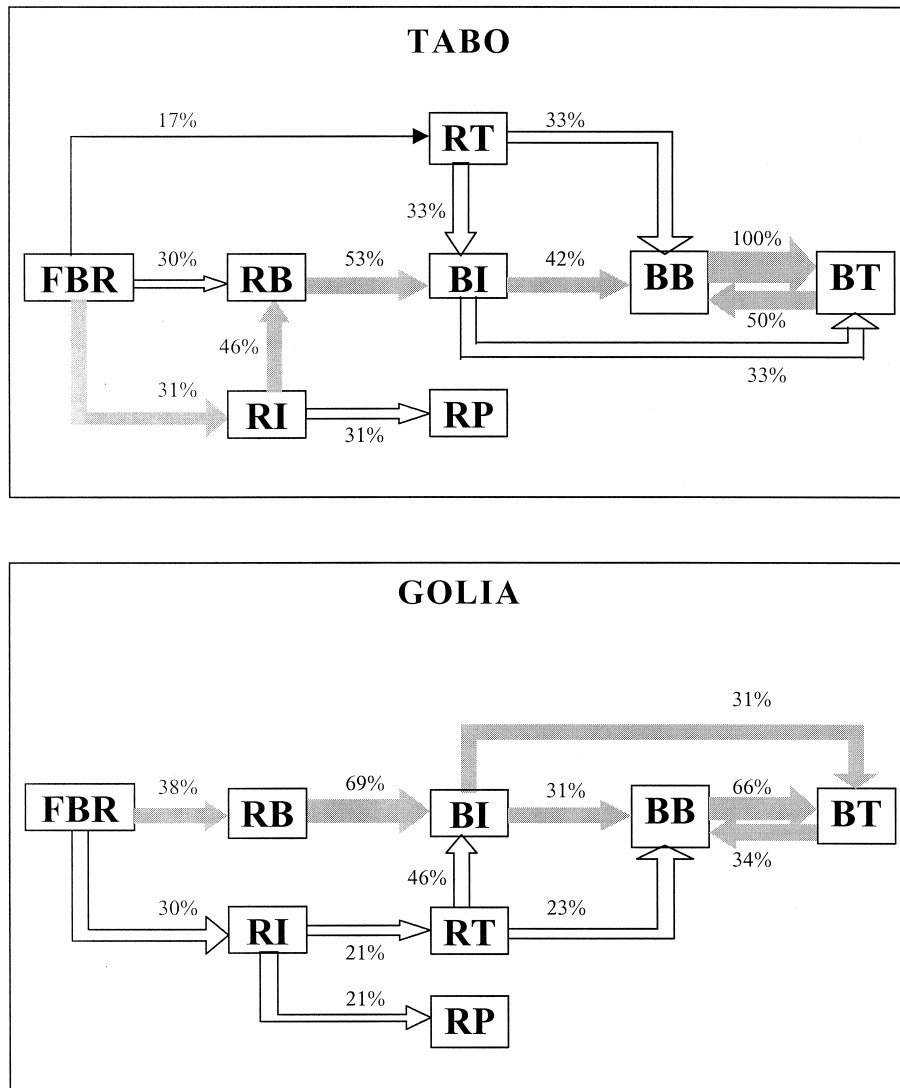 TABO
17%
RT
33%
33%
FBR
30%
RB
53%
BI
42%
BB
100%
BT
50%
46%
33%
31%
RI
31%
RP
GOLIA
31%
FBR
38%
RB
69%
BI
31%
BB
66%
BT
34%
46%
30%
RI
21%
RT
23%
21%
RP